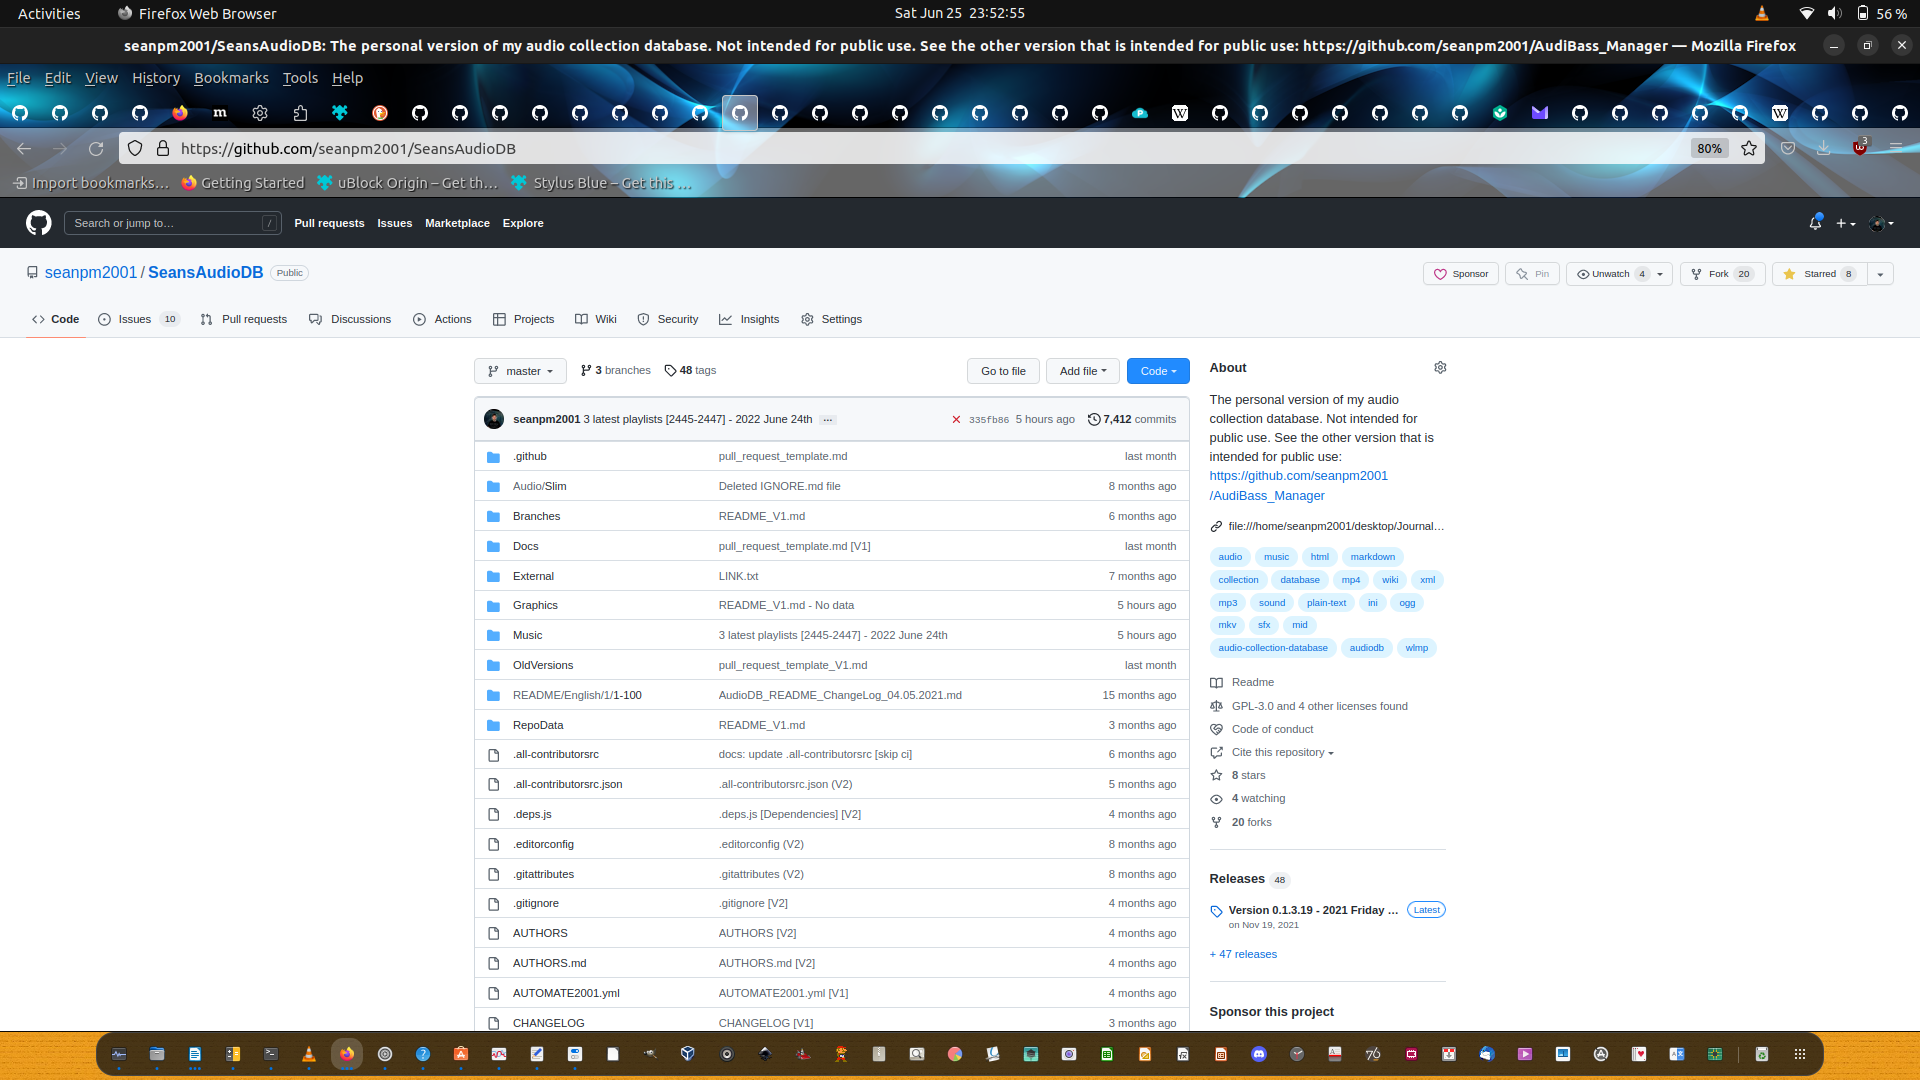 Activities
Firefox Web Browser
Sat Jun 25 23:52:55
56 %
seanpm2001/SeansAudioDB: The personal version of my audio collection database. Not intended for public use. See the other version that is intended for public use: https://github.com/seanpm2001/AudiBass_Manager — Mozilla Firefox
File Edit View History Bookmarks Tools Help
https://github.com/seanpm2001/SeansAudioDB
80%
3
Import bookmarks… Getting Started uBlock Origin – Get th… Stylus Blue – Get this …
Search or jump to… /
Pull requests Issues Marketplace Explore
seanpm2001 / SeansAudioDB Public
Sponsor Pin Unwatch 4 Fork 20 Starred 8
Code Issues 10 Pull requests Discussions Actions Projects Wiki Security Insights Settings
master 3 branches 48 tags
Go to file Add file Code
seanpm2001 3 latest playlists [2445-2447] - 2022 June 24th ... 335fb86 5 hours ago 7,412 commits
.github pull_request_template.md last month
Audio/Slim Deleted IGNORE.md file 8 months ago
Branches README_V1.md 6 months ago
Docs pull_request_template.md [V1] last month
External LINK.txt 7 months ago
Graphics README_V1.md - No data 5 hours ago
Music 3 latest playlists [2445-2447] - 2022 June 24th 5 hours ago
OldVersions pull_request_template_V1.md last month
README/English/1/1-100 AudioDB_README_ChangeLog_04.05.2021.md 15 months ago
RepoData README_V1.md 3 months ago
.all-contributorsrc docs: update .all-contributorsrc [skip ci] 6 months ago
.all-contributorsrc.json .all-contributorsrc.json (V2) 5 months ago
.deps.js .deps.js [Dependencies] [V2] 4 months ago
.editorconfig .editorconfig (V2) 8 months ago
.gitattributes .gitattributes (V2) 8 months ago
.gitignore .gitignore [V2] 4 months ago
AUTHORS AUTHORS [V2] 4 months ago
AUTHORS.md AUTHORS.md [V2] 4 months ago
AUTOMATE2001.yml AUTOMATE2001.yml [V1] 4 months ago
CHANGELOG CHANGELOG [V1] 3 months ago
About
The personal version of my audio
collection database. Not intended for
public use. See the other version that is
intended for public use:
https://github.com/seanpm2001
/AudiBass_Manager
file:///home/seanpm2001/desktop/Journal…
audio music html markdown
collection database mp4 wiki xml
mp3 sound plain-text ini ogg
mkv sfx mid
audio-collection-database audiodb wlmp
Readme
GPL-3.0 and 4 other licenses found
Code of conduct
Cite this repository
8 stars
4 watching
20 forks
Releases 48
Version 0.1.3.19 - 2021 Friday … Latest
on Nov 19, 2021
+ 47 releases
Sponsor this project